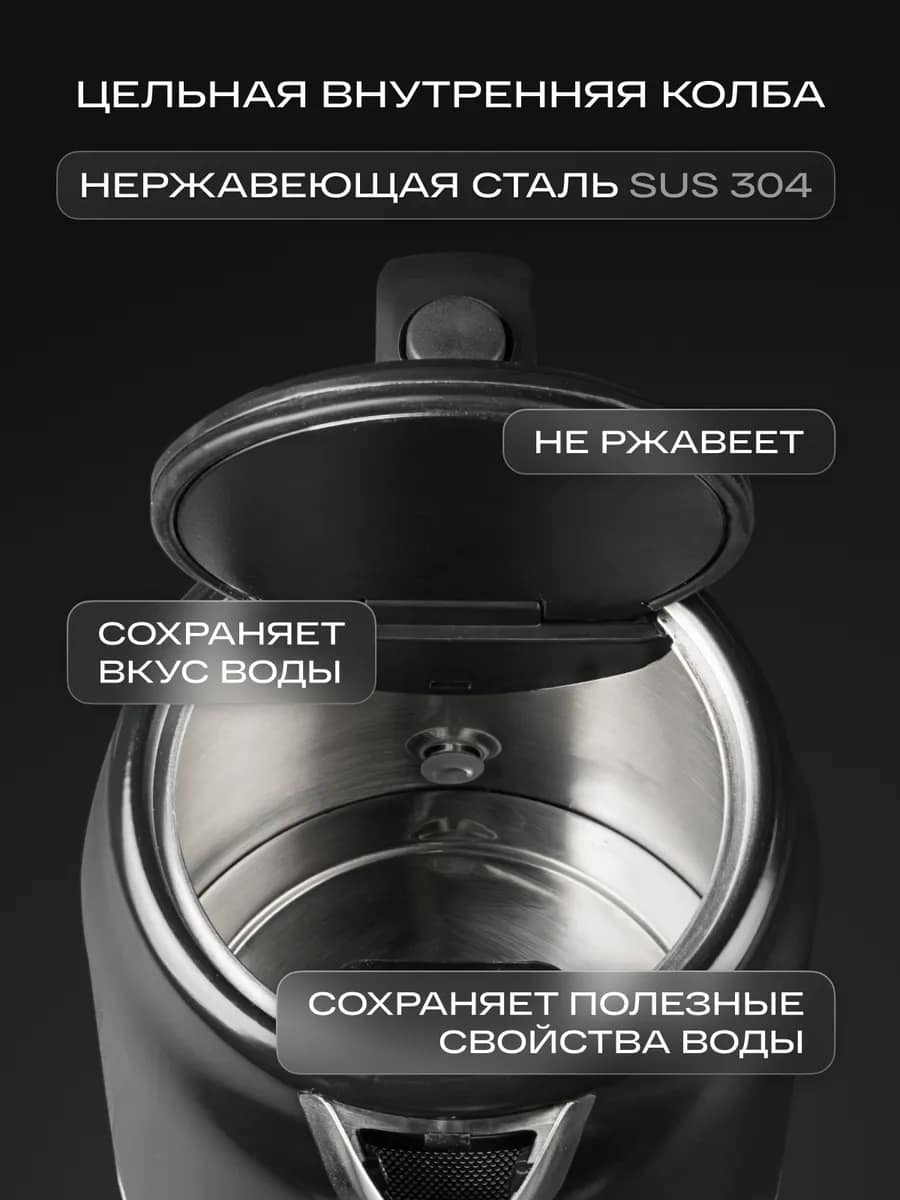 ЦЕЛЬНАЯ ВНУТРЕННЯЯ КОЛБА
НЕРЖАВЕЮЩАЯ СТАЛЬ SUS 304
НЕ РЖАВЕЕТ
СОХРАНЯЕТ
ВКУС ВОДЫ
СОХРАНЯЕТ ПОЛЕЗНЫЕ
СВОЙСТВА ВОДЫ